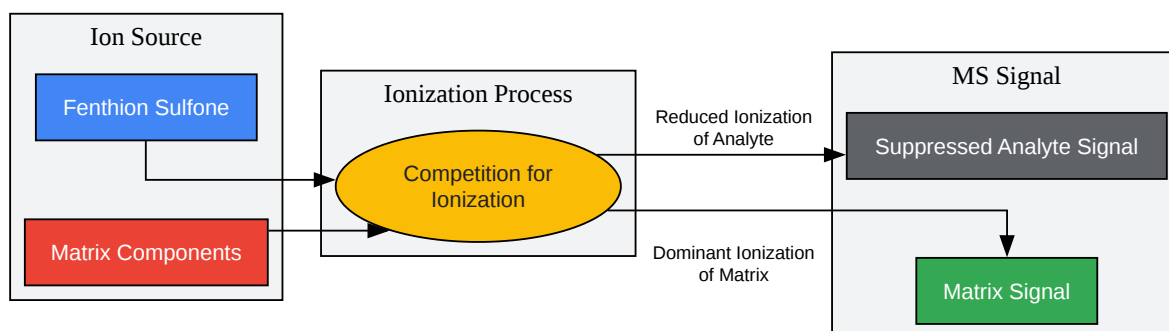 Ion Source
Fenthion Sulfone
Matrix Components
Ionization Process
Competition for
Ionization
Reduced Ionization
of Analyte
Dominant Ionization
of Matrix
MS Signal
Suppressed Analyte Signal
Matrix Signal